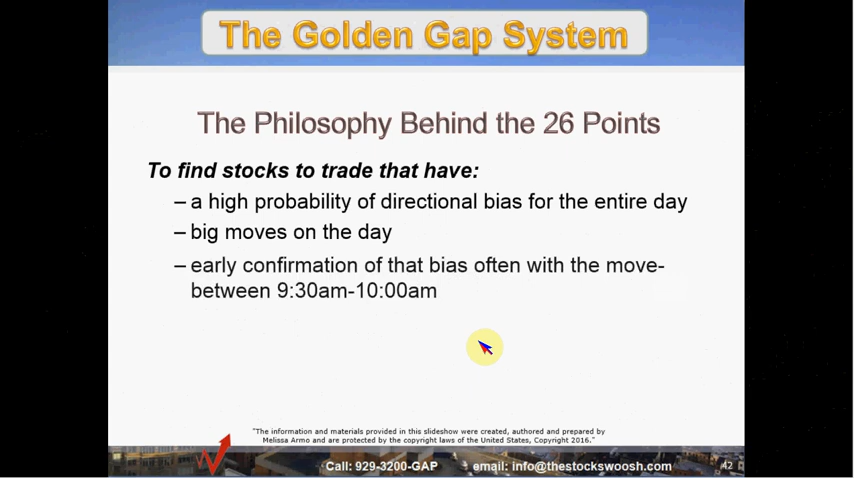 The Golden Gap System
The Philosophy Behind the 26 Points
To find stocks to trade that have:
– a high probability of directional bias for the entire day
– big moves on the day
– early confirmation of that bias often with the move-
between 9:30am-10:00am
"The information and materials provided in this slideshow were created, authored and prepared by
Melissa Armo and are protected by the copyright laws of the United States, Copyright 2016."
Call: 929-3200-GAP email: info@thestockswoosh.com 42